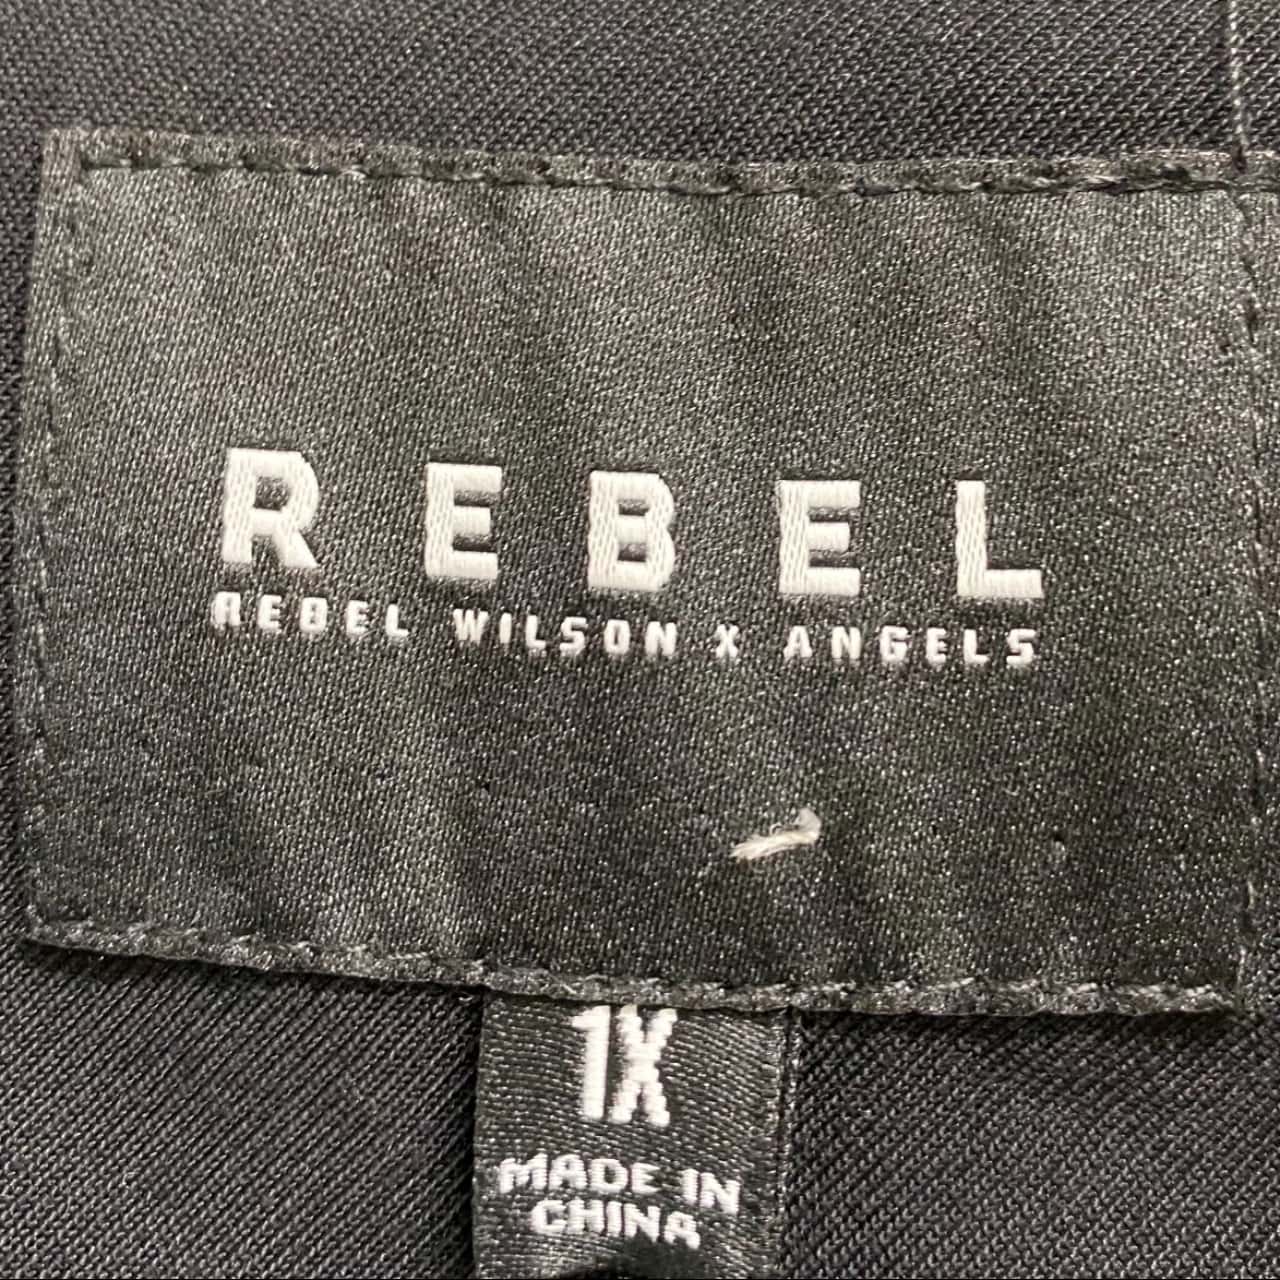 REBEL
REBEL WILSON X ANGELS
1X
MADE IN
CHINA